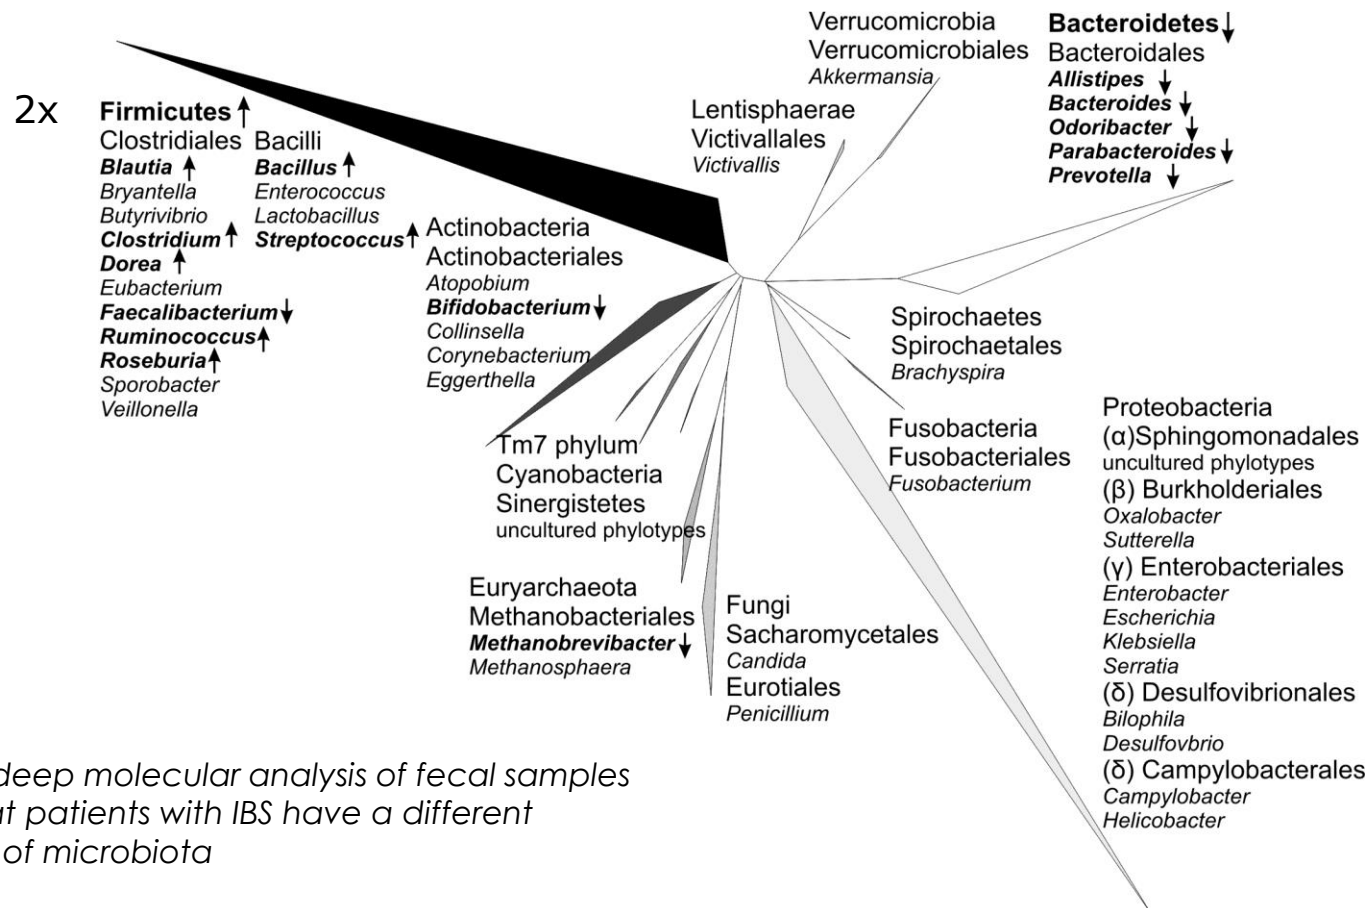 2x
Firmicutes ↑
Clostridiales
Blautia ↑
Bryantella
Butyrivibrio
Clostridium ↑
Dorea ↑
Eubacterium
Faecalibacterium ↓
Ruminococcus ↑
Roseburia ↑
Sporobacter
Veillonella
Bacilli
Bacillus ↑
Enterococcus
Lactobacillus
Streptococcus ↑
Actinobacteria
Actinobacteriales
Atopobium
Bifidobacterium ↓
Collinsella
Corynebacterium
Eggerthella
Lentisphaerae
Victivallales
Victivallis
Verrucomicrobia
Verrucomicrobiales
Akkermansia
Bacteroidetes ↓
Bacteroidales
Allistipes ↓
Bacteroides ↓
Odoribacter ↓
Parabacteroides ↓
Prevotella ↓
Spirochaetes
Spirochaetales
Brachyspira
Fusobacteria
Fusobacteriales
Fusobacterium
Tm7 phylum
Cyanobacteria
Sinergistetes
uncultured phylotypes
Euryarchaeota
Methanobacteriales
Methanobrevibacter ↓
Methanosphaera
Fungi
Sacharomycetales
Candida
Eurotiales
Penicillium
Proteobacteria
(α)Sphingomonadales
uncultured phylotypes
(β) Burkholderiales
Oxalobacter
Sutterella
(γ) Enterobacteriales
Enterobacter
Escherichia
Klebsiella
Serratia
(δ) Desulfovibrionales
Bilophila
Desulfovbrio
(δ) Campylobacterales
Campylobacter
Helicobacter
deep molecular analysis of fecal samples
at patients with IBS have a different
of microbiota